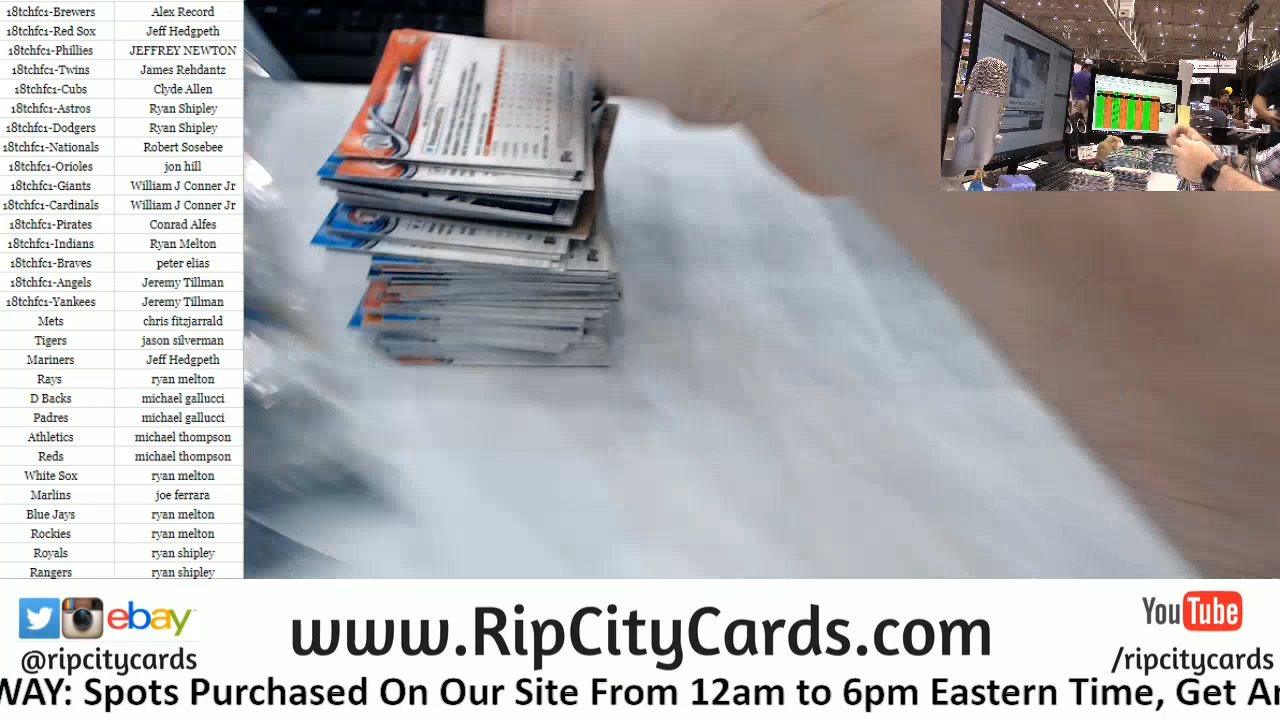 18tchfc1-Brewers Alex Record
18tchfc1-Red Sox Jeff Hedgpeth
18tchfc1-Phillies JEFFREY NEWTON
18tchfc1-Twins James Rehdantz
18tchfc1-Cubs Clyde Allen
18tchfc1-Astros Ryan Shipley
18tchfc1-Dodgers Ryan Shipley
18tchfc1-Nationals Robert Sosebee
18tchfc1-Orioles jon hill
18tchfc1-Giants William J Conner Jr
18tchfc1-Cardinals William J Conner Jr
18tchfc1-Pirates Conrad Alfes
18tchfc1-Indians Ryan Melton
18tchfc1-Braves peter elias
18tchfc1-Angels Jeremy Tillman
18tchfc1-Yankees Jeremy Tillman
Mets chris fitzjarrald
Tigers jason silverman
Mariners Jeff Hedgpeth
Rays ryan melton
D Backs michael gallucci
Padres michael gallucci
Athletics michael thompson
Reds michael thompson
White Sox ryan melton
Marlins joe ferrara
Blue Jays ryan melton
Rockies ryan melton
Royals ryan shipley
Rangers ryan shipley
ebay
@ripcitycards
www.RipCityCards.com
YouTube
/ripcitycards
WAY: Spots Purchased On Our Site From 12am to 6pm Eastern Time, Get An